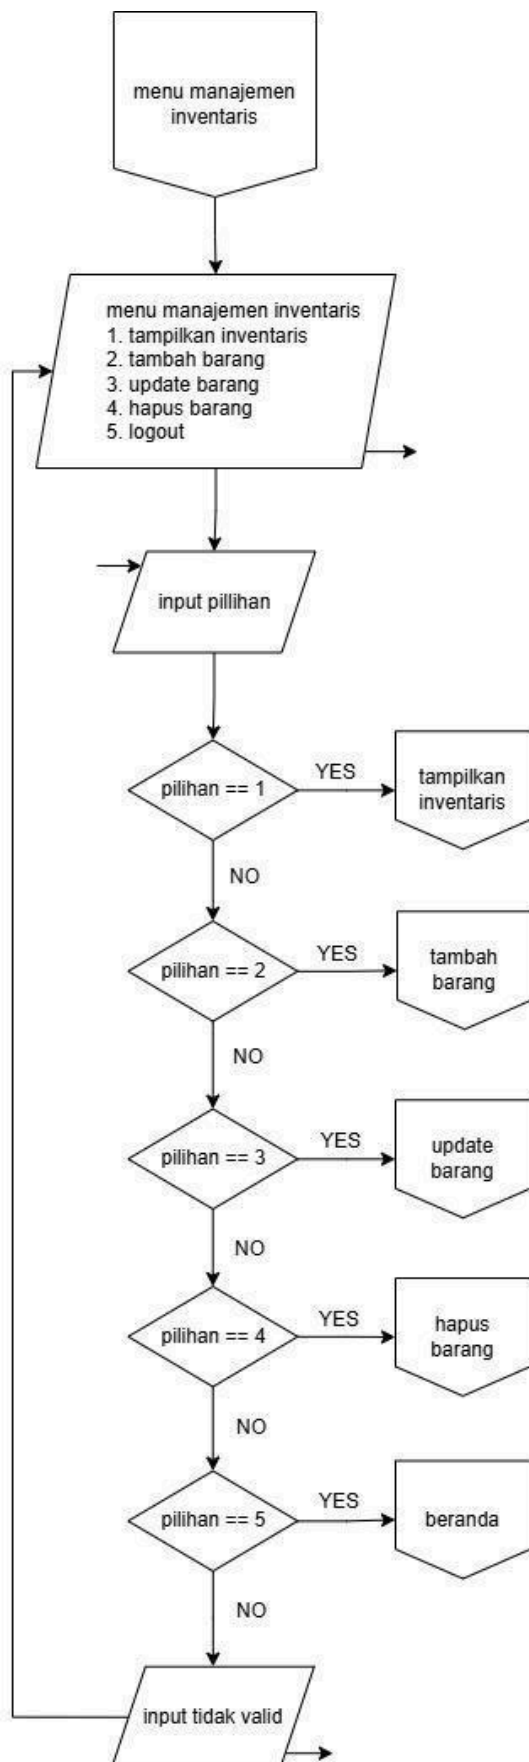 menu manajemen
inventaris
menu manajemen inventaris
1. tampilkan inventaris
2. tambah barang
3. update barang
4. hapus barang
5. logout
input pillihan
pilihan == 1
YES
tampilkan
inventaris
NO
pilihan == 2
YES
tambah
barang
NO
pilihan == 3
YES
update
barang
NO
pilihan == 4
YES
hapus
barang
NO
pilihan == 5
YES
beranda
NO
input tidak valid